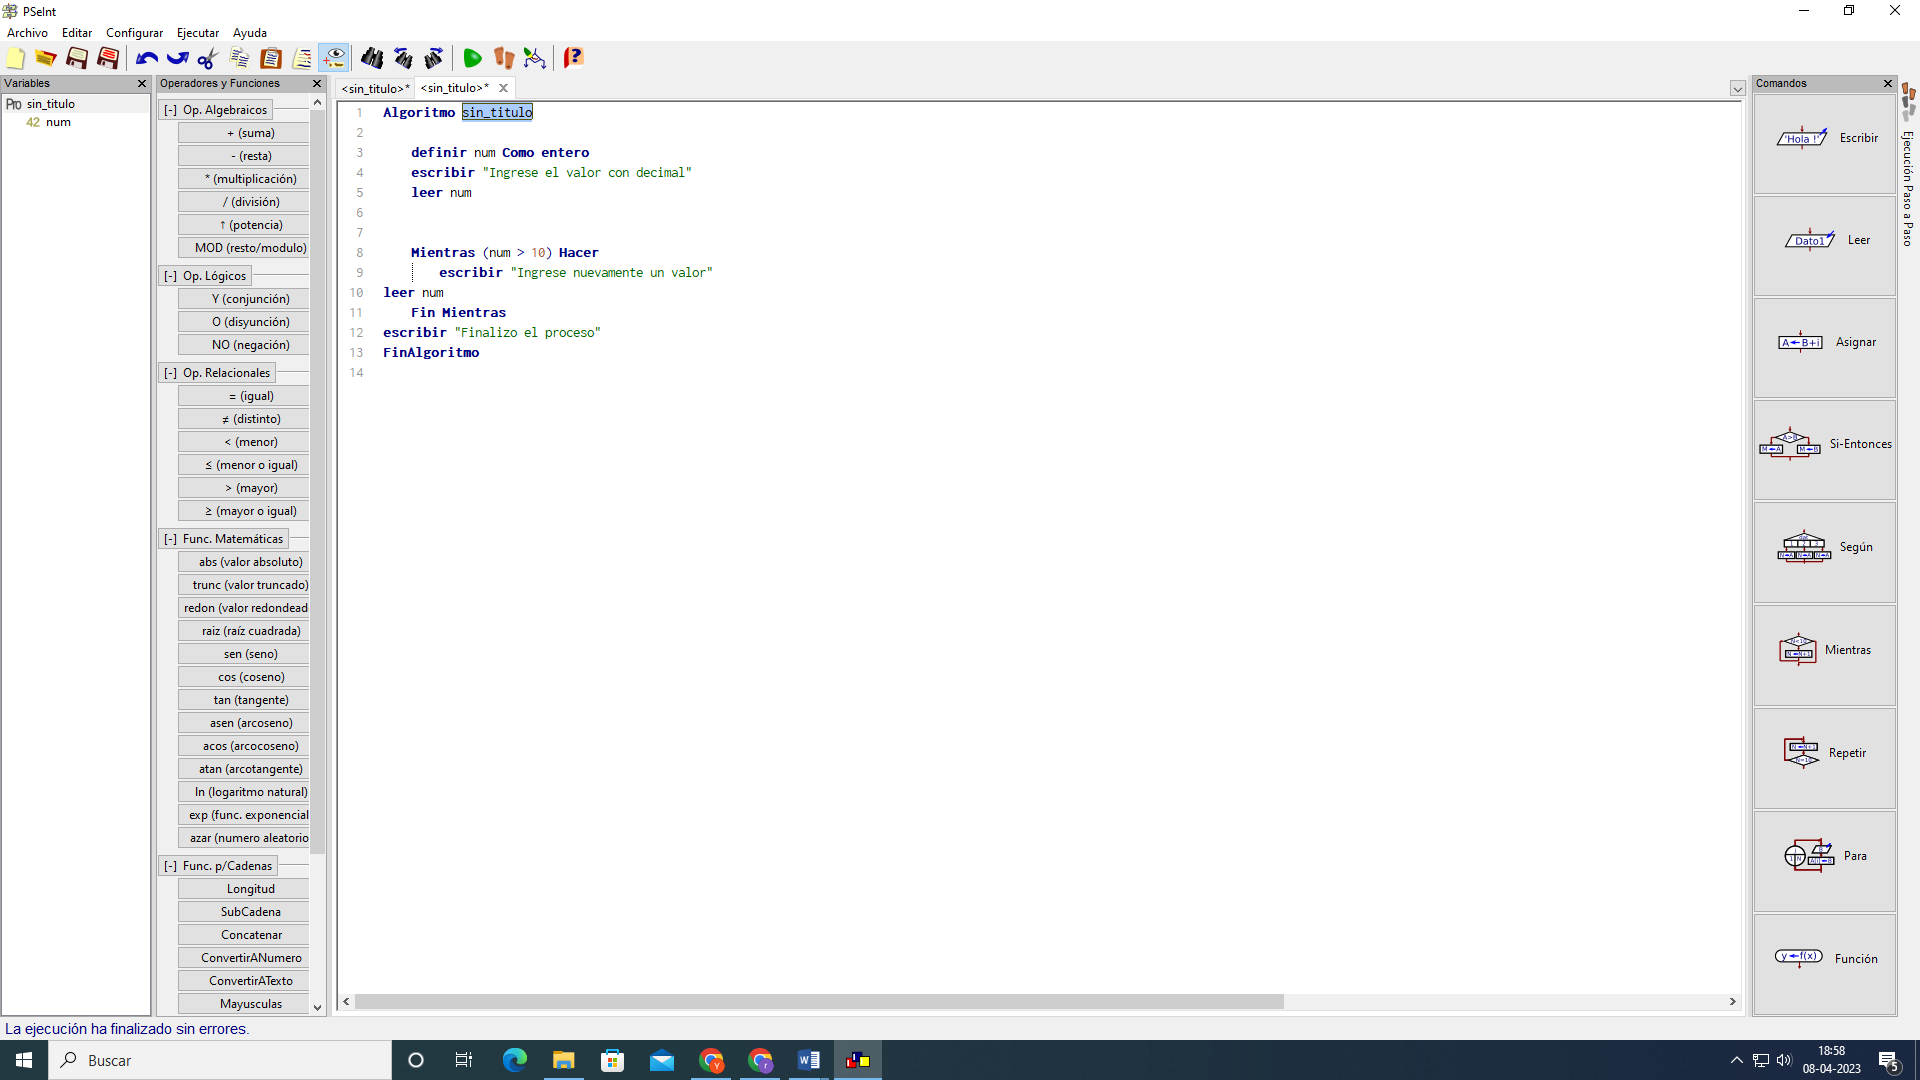 PSeInt
Archivo Editar Configurar Ejecutar Ayuda
Variables
Pro sin_titulo
42 num
Operadores y Funciones
[-] Op. Algebraicos
+ (suma)
- (resta)
* (multiplicación)
/ (división)
↑ (potencia)
MOD (resto/modulo)
[-] Op. Lógicos
Y (conjunción)
O (disyunción)
NO (negación)
[-] Op. Relacionales
= (igual)
≠ (distinto)
< (menor)
≤ (menor o igual)
> (mayor)
≥ (mayor o igual)
[-] Func. Matemáticas
abs (valor absoluto)
trunc (valor truncado)
redon (valor redondead
raiz (raíz cuadrada)
sen (seno)
cos (coseno)
tan (tangente)
asen (arcoseno)
acos (arcocoseno)
atan (arcotangente)
ln (logaritmo natural)
exp (func. exponencial
azar (numero aleatorio
[-] Func. p/Cadenas
Longitud
SubCadena
Concatenar
ConvertirANumero
ConvertirATexto
Mayusculas
<sin_titulo>* <sin_titulo>*
1 Algoritmo sin_titulo
2
3 definir num Como entero
4 escribir "Ingrese el valor con decimal"
5 leer num
6
7
8 Mientras (num > 10) Hacer
9 escribir "Ingrese nuevamente un valor"
10 leer num
11 Fin Mientras
12 escribir "Finalizo el proceso"
13 FinAlgoritmo
14
Comandos
'Hola !' Escribir
Dato1 Leer
A←B+i Asignar
A>B Si-Entonces
Según
Mientras
Repetir
Para
y←f(x) Función
Ejecución Paso a Paso
La ejecución ha finalizado sin errores.
Buscar
18:58
08-04-2023
5